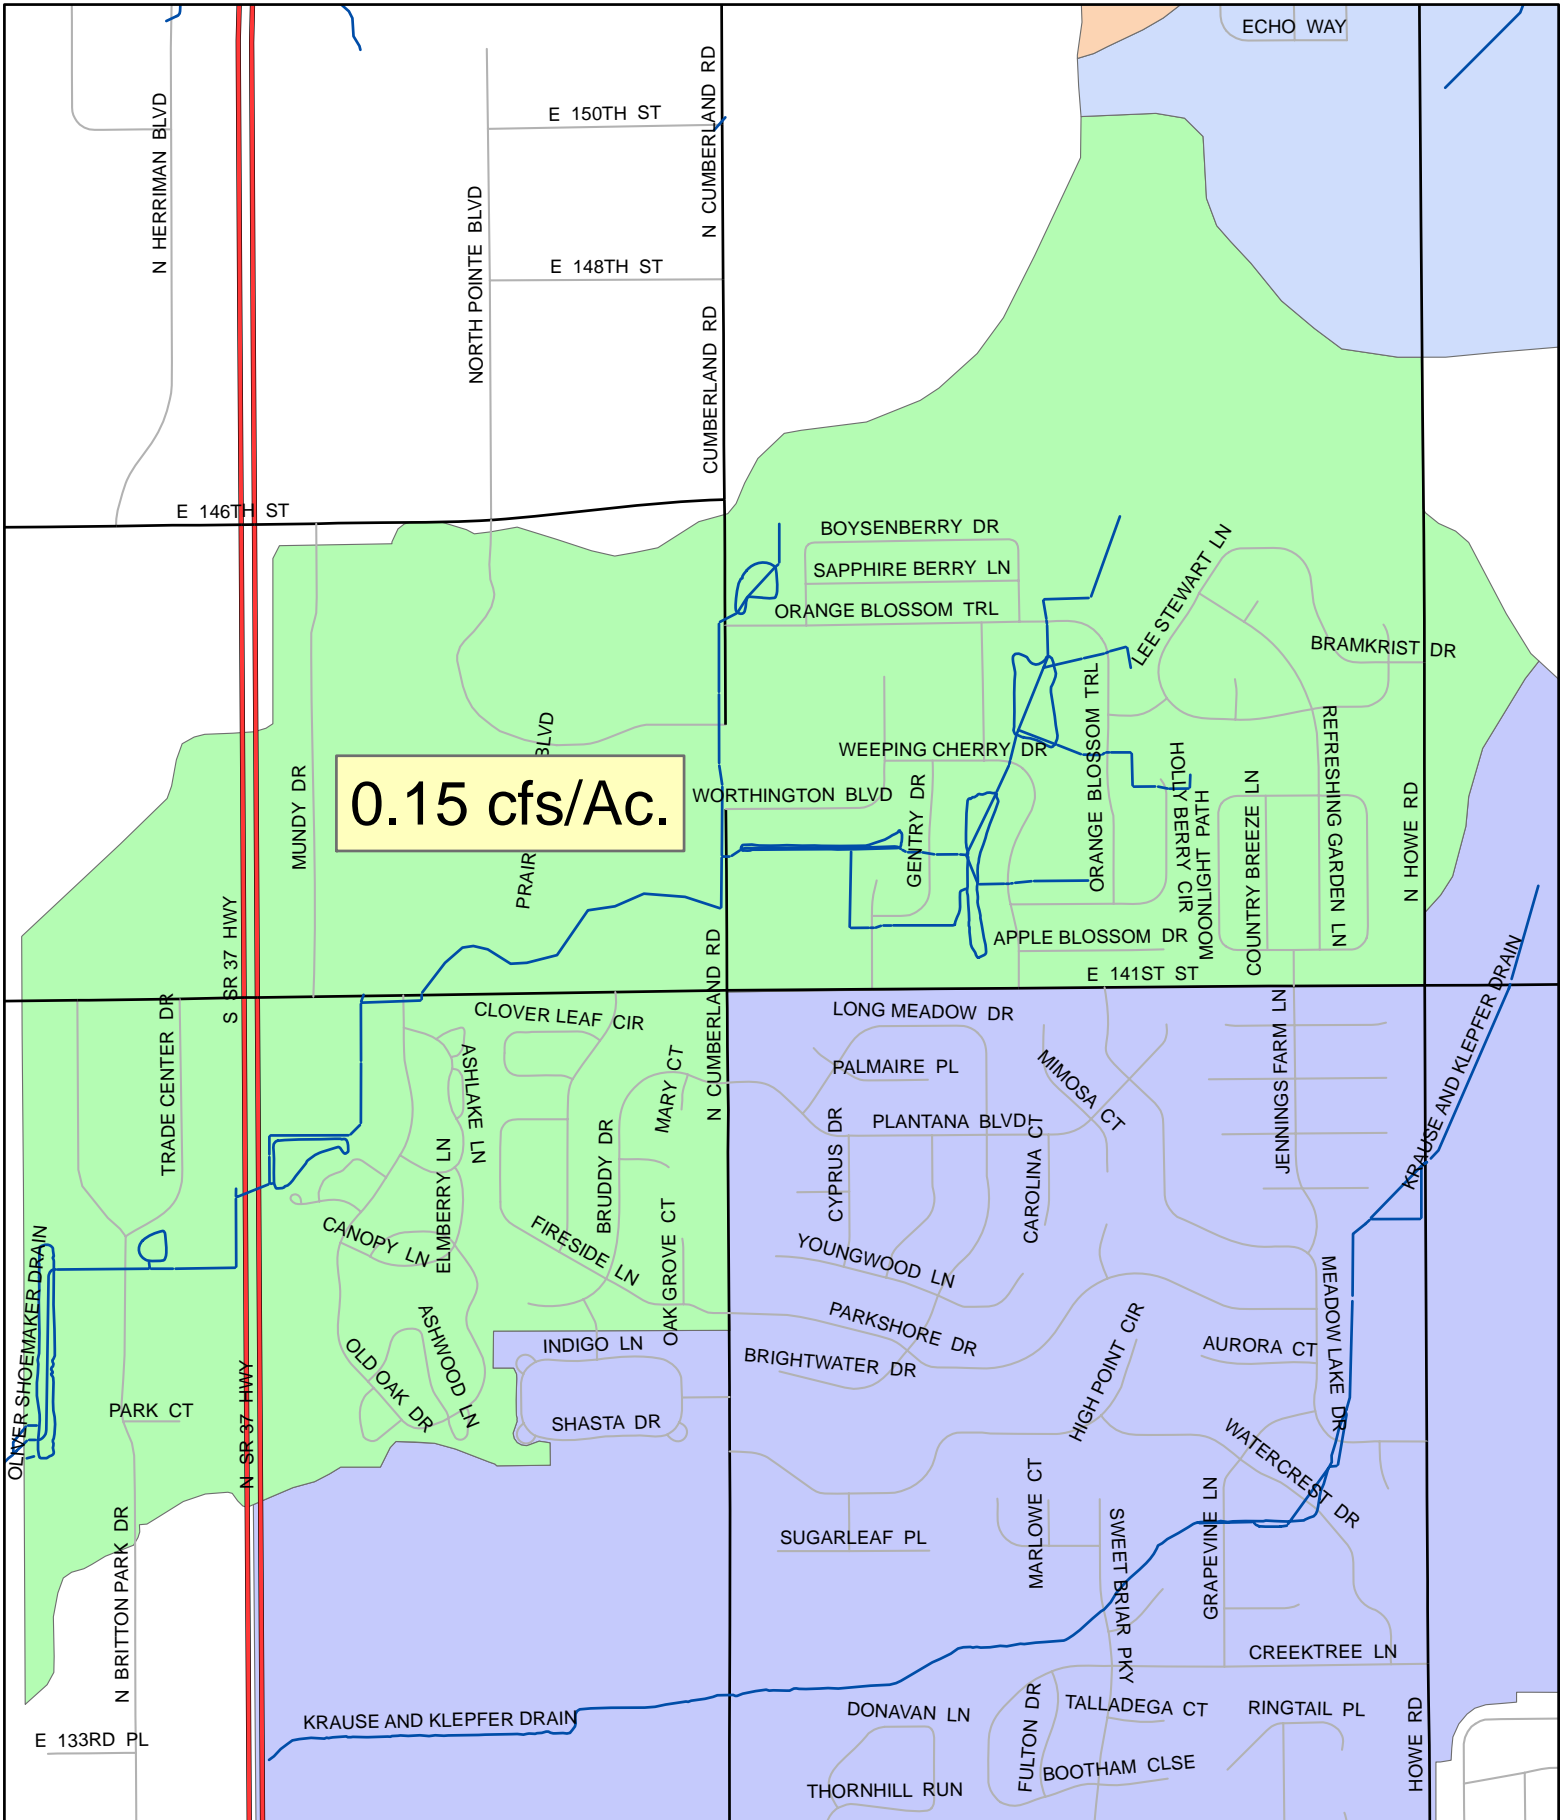 ECHO WAY
N HERRIMAN BLVD
E 150TH ST
N CUMBERLAND RD
NORTH POINTE BLVD
E 148TH ST
CUMBERLAND RD
E 146TH ST
BOYSENBERRY DR
SAPPHIRE BERRY LN
ORANGE BLOSSOM TRL
LEE STEWART LN
BRAMKRIST DR
ORANGE BLOSSOM TRL
REFRESHING GARDEN LN
BLVD
WEEPING CHERRY DR
HOLLY BERRY CIR
MUNDY DR
0.15 cfs/Ac.
WORTHINGTON BLVD
GENTRY DR
MOONLIGHT PATH
COUNTRY BREEZE LN
N HOWE RD
PRAIR
S SR 37 HWY
APPLE BLOSSOM DR
E 141ST ST
N CUMBERLAND RD
KRAUSE AND KLEPFER DRAIN
TRADE CENTER DR
CLOVER LEAF CIR
LONG MEADOW DR
JENNINGS FARM LN
ASHLAKE LN
MARY CT
PALMAIRE PL
MIMOSA CT
PLANTANA BLVD
CYPRUS DR
CAROLINA CT
ELMBERRY LN
BRUDDY DR
OAK GROVE CT
CANOPY LN
FIRESIDE LN
YOUNGWOOD LN
OLIVER SHOEMAKER DRAIN
MEADOW LAKE DR
ASHWOOD LN
PARKSHORE DR
HIGH POINT CIR
INDIGO LN
AURORA CT
OLD OAK DR
BRIGHTWATER DR
N SR 37 HWY
PARK CT
SHASTA DR
WATERCREST DR
MARLOWE CT
GRAPEVINE LN
SUGARLEAF PL
SWEET BRIAR PKY
N BRITTON PARK DR
CREEKTREE LN
FULTON DR
TALLADEGA CT
RINGTAIL PL
HOWE RD
DONAVAN LN
KRAUSE AND KLEPFER DRAIN
E 133RD PL
BOOTHAM CLSE
THORNHILL RUN